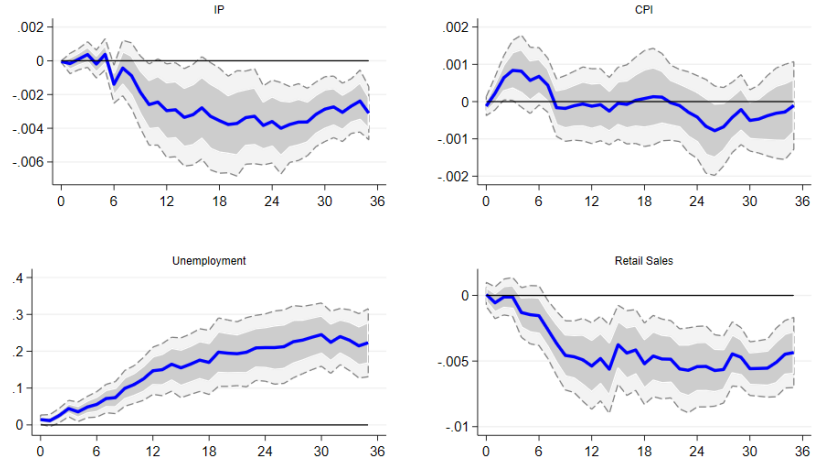 IP
.002
0
-.002
-.004
-.006
0 6 12 18 24 30 36
CPI
.002
.001
0
-.001
-.002
0 6 12 18 24 30 36
Unemployment
.4
.3
.2
.1
0
0 6 12 18 24 30 36
Retail Sales
0
-.005
-.01
0 6 12 18 24 30 36